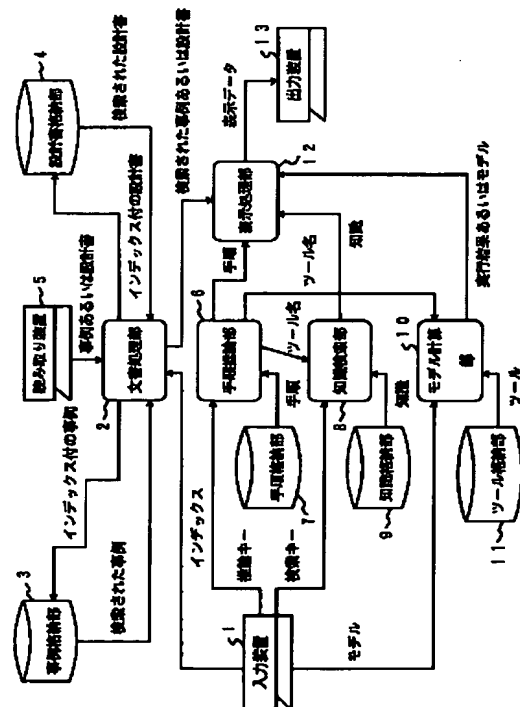 事例格納部
3
インデックス付の事例
検索された事例
読み取り装置
5
事例あるいは設計書
文書処理部
2
設計書格納部
4
インデックス付の設計書
検索された設計書
検索された事例あるいは設計書
入力装置
1
インデックス
推論キー
検索キー
モデル
手順推論部
6
手順
手順格納部
7
手順
ツール名
ツール名
知識検索部
8
知識
知識格納部
9
知識
モデル計算部
10
ツール格納部
11
ツール
実行結果あるいはモデル
表示処理部
12
表示データ
出力装置
13